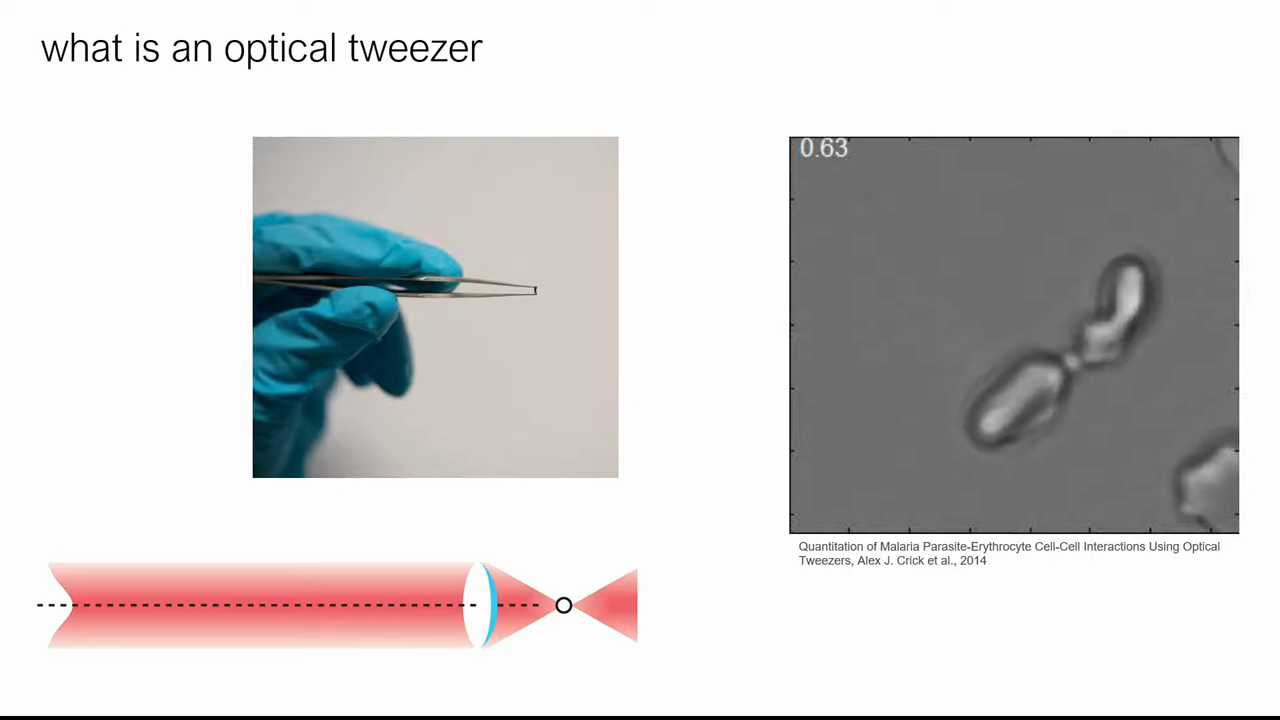 what is an optical tweezer
0.63
Quantitation of Malaria Parasite-Erythrocyte Cell-Cell Interactions Using Optical
Tweezers, Alex J. Crick et al., 2014